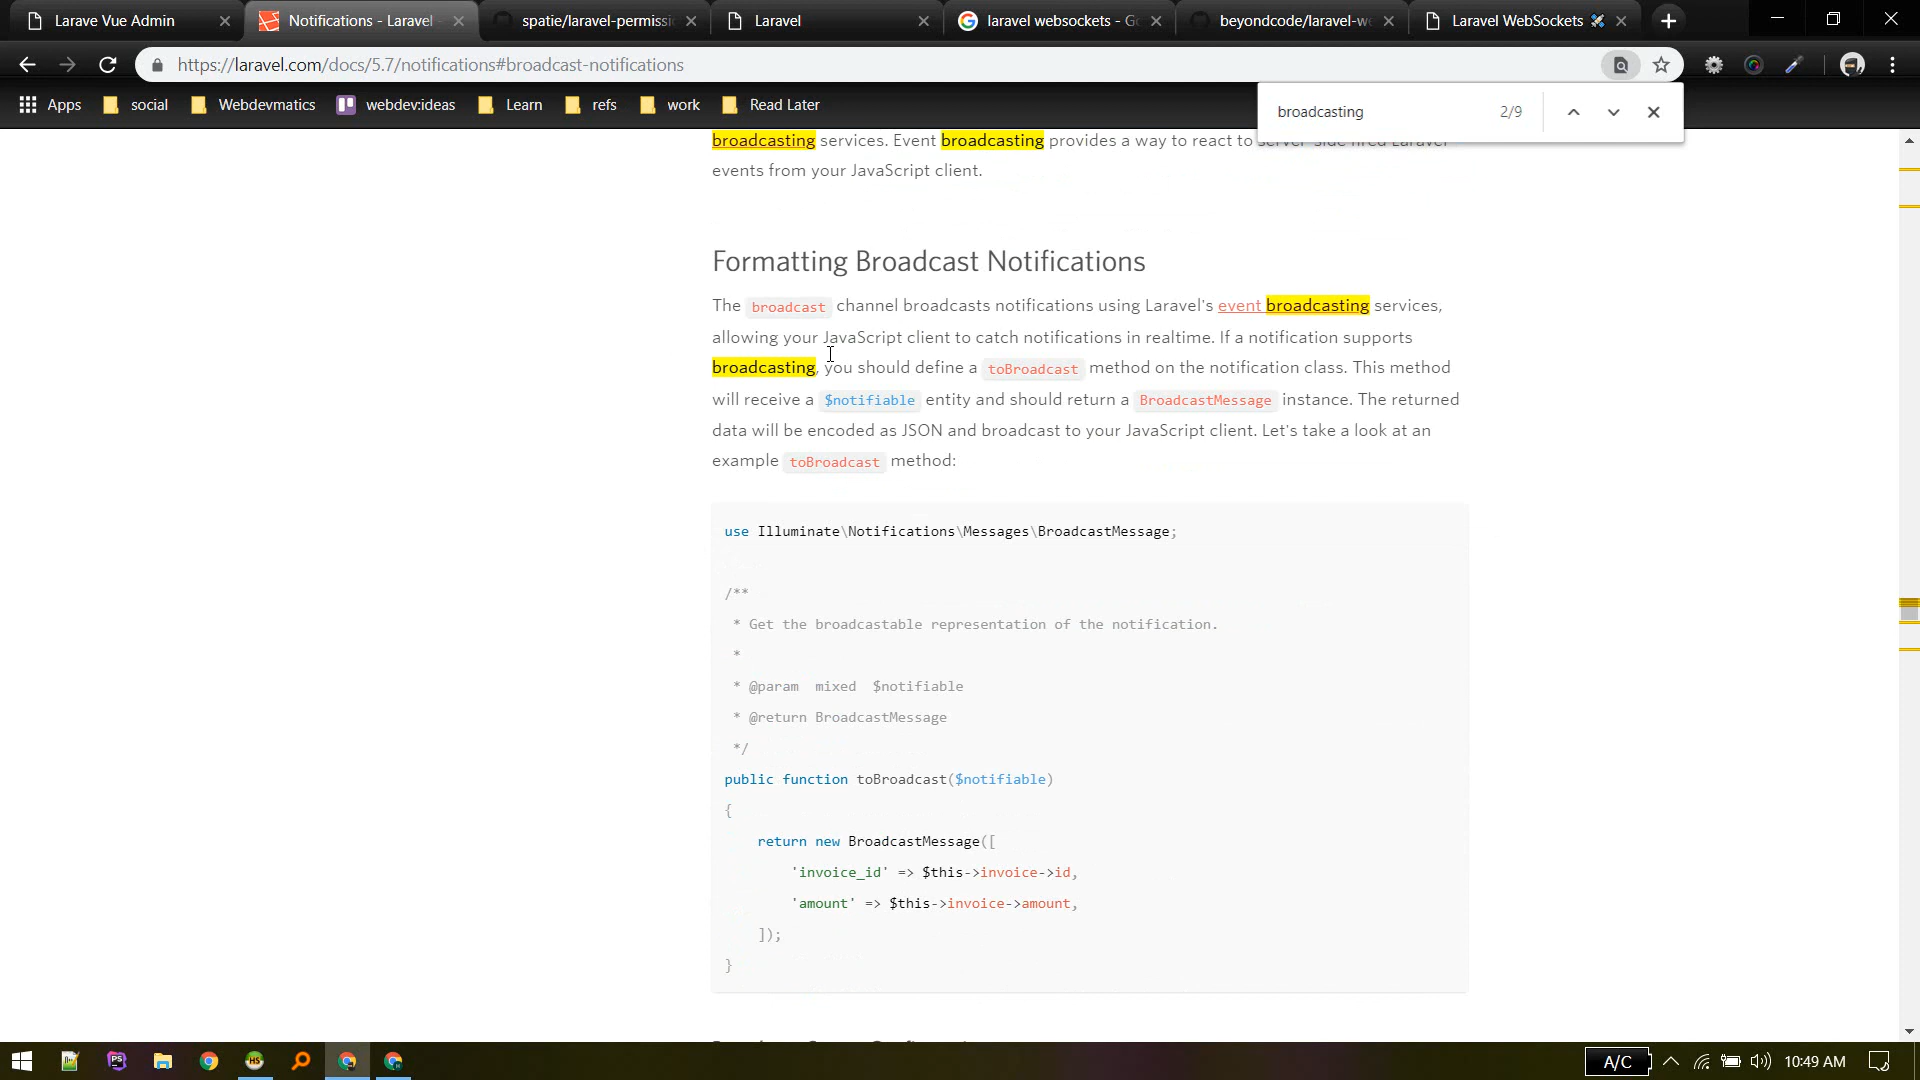 Larave Vue Admin
Notifications - Laravel
spatie/laravel-permissi
Laravel
laravel websockets - Go
beyondcode/laravel-we
Laravel WebSockets
https://laravel.com/docs/5.7/notifications#broadcast-notifications
Apps
social
Webdevmatics
webdev:ideas
Learn
refs
work
Read Later
broadcasting
2/9
broadcasting services. Event broadcasting provides a way to react to server-side fired Laravel
events from your JavaScript client.
Formatting Broadcast Notifications
The broadcast channel broadcasts notifications using Laravel's event broadcasting services,
allowing your JavaScript client to catch notifications in realtime. If a notification supports
broadcasting, you should define a toBroadcast method on the notification class. This method
will receive a $notifiable entity and should return a BroadcastMessage instance. The returned
data will be encoded as JSON and broadcast to your JavaScript client. Let's take a look at an
example toBroadcast method:
use Illuminate\Notifications\Messages\BroadcastMessage;
/**
* Get the broadcastable representation of the notification.
*
* @param  mixed  $notifiable
* @return BroadcastMessage
*/
public function toBroadcast($notifiable)
{
return new BroadcastMessage([
'invoice_id' => $this->invoice->id,
'amount' => $this->invoice->amount,
]);
}
A/C
10:49 AM